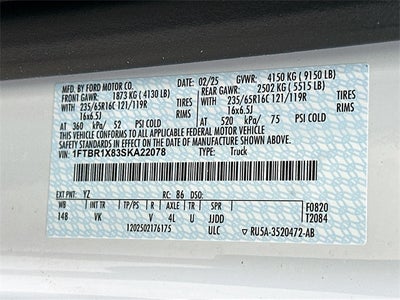 MFD. BY FORD MOTOR CO. 02/25 GVWR: 4150 KG ( 9150 LB)
FRONT GAWR: 1873 KG ( 4130 LB) REAR GAWR: 2502 KG ( 5515 LB)
235/65R16C 121/119R TIRES 235/65R16C 121/119R TIRES
16x6.5J RIMS 16x6.5J RIMS
AT 360 kPa/ 52 PSI COLD AT 520 kPa/ 75 PSI COLD
THIS VEHICLE CONFORMS TO ALL APPLICABLE FEDERAL MOTOR VEHICLE
SAFETY STANDARDS IN EFFECT ON THE DATE OF MANUFACTURE SHOWN ABOVE.
VIN: 1FTBR1X83SKA22078 TYPE: Truck
EXT PNT: YZ RC: 86 DSO:
WB INT TR TP/PS R AXLE TR SPR F0820
148 VK V 4L U JJDD T2084
1202502176175 ULC RU5A-3520472-AB